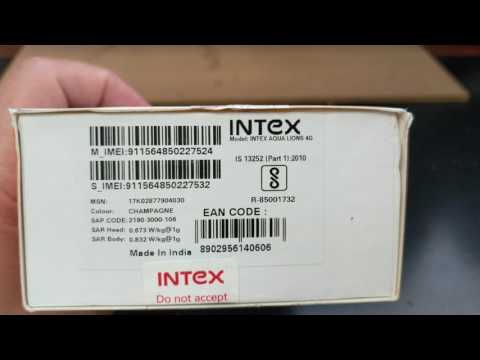 INTEX
Model: INTEX AQUA LIONS 4G
M_IMEI:911564850227524
IS 13252 (Part 1):2010
S_IMEI:911564850227532
R-85001732
MSN: 17K02877904030
Colour: CHAMPAGNE
SAP CODE: 2190-3000-106
SAR Head: 0.673 W/kg@1g
SAR Body: 0.832 W/kg@1g
Made in India
EAN CODE :
8902956140606
INTEX
Do not accept